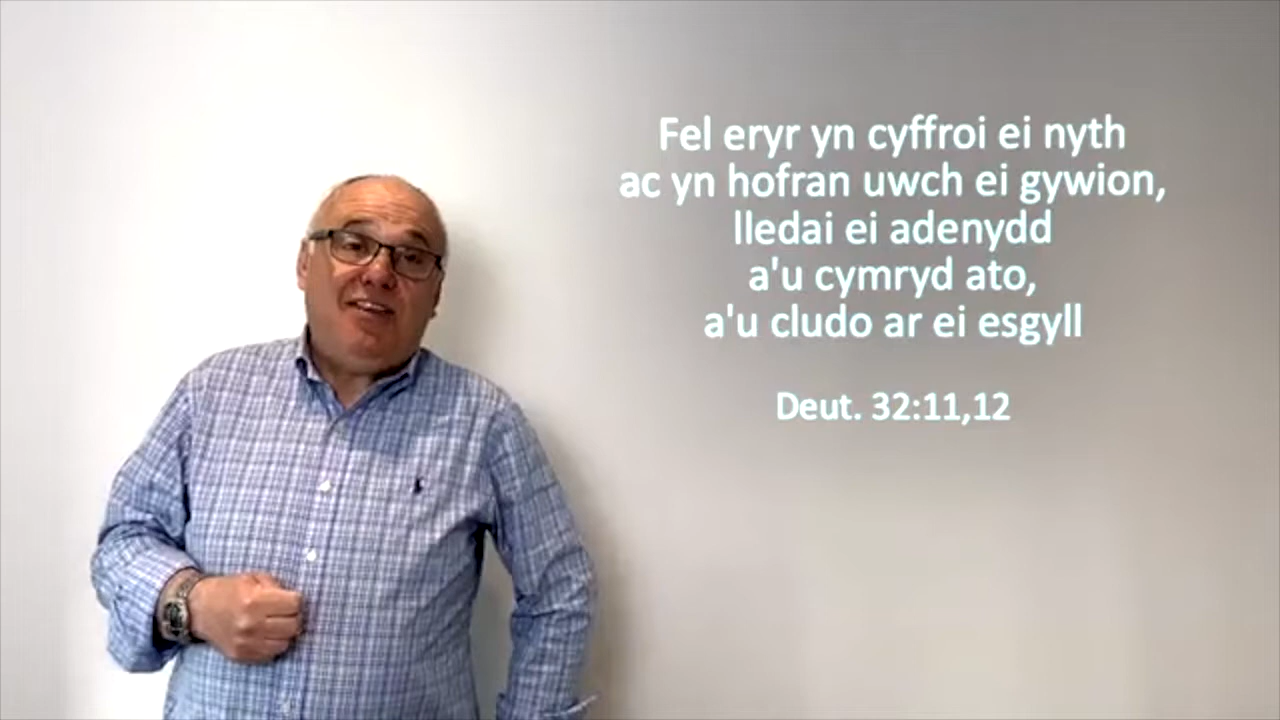 Fel eryr yn cyffroi ei nyth
ac yn hofran uwch ei gywion,
lledai ei adenydd
a'u cymryd ato,
a'u cludo ar ei esgyll
Deut. 32:11,12